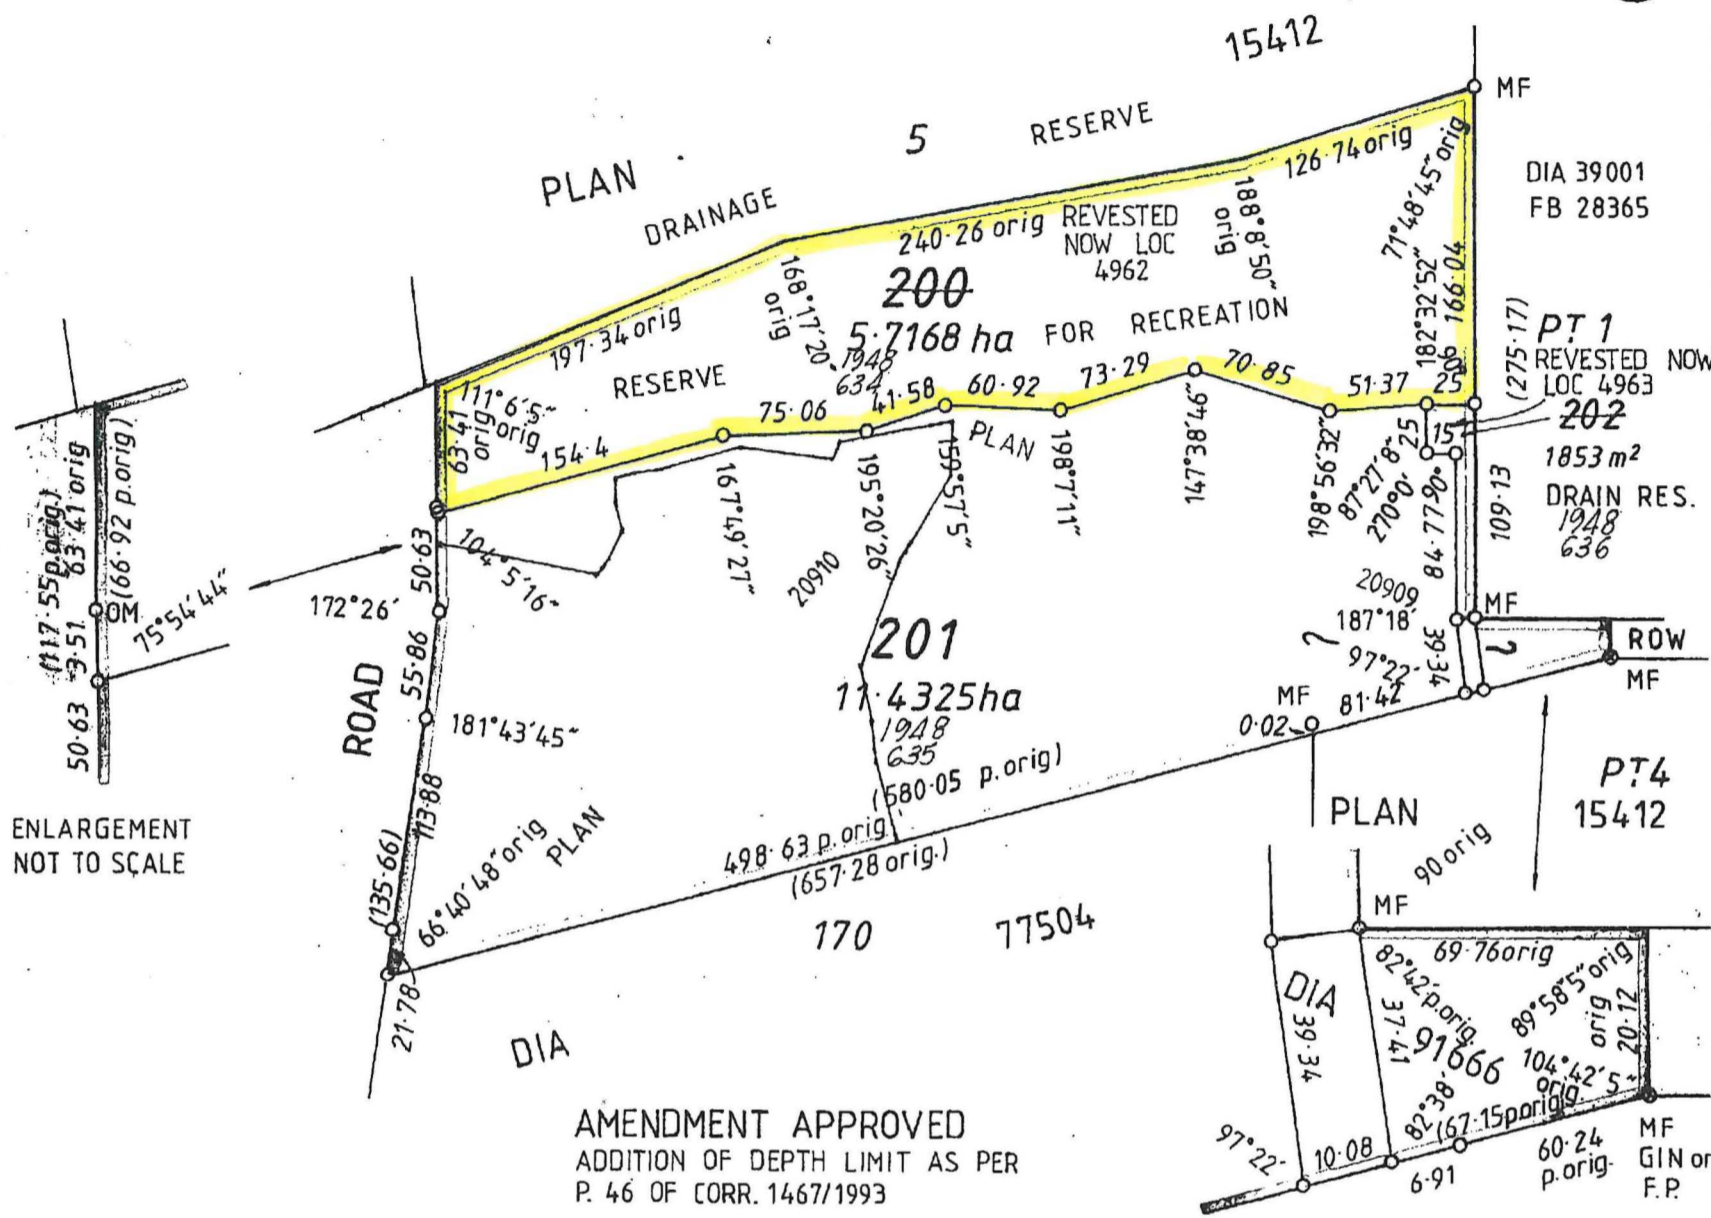 15412
MF
5
RESERVE
PLAN
DRAINAGE
126.74 orig
71°48'45" orig
DIA 39001
FB 28365
240.26 orig
REVESTED
NOW LOC
4962
188°8'50"
orig
168°17'20"
orig
200
5.7168 ha
1948
634
FOR RECREATION
182°32'52"
166.04
(275.17)
PT 1
REVESTED NOW
LOC 4963
202
1853 m²
DRAIN RES.
1948
636
197.34 orig
RESERVE
111°6'5"
orig
63.41
orig
154.4
75.06
41.58
60.92
73.29
70.85
51.37
25
15
25
PLAN
167°49'27"
195°20'26"
159°57'5"
198°7'11"
147°38'46"
198°56'32"
87°27'8"
270°0'
90°
84.77
109.13
(117.55 p.orig.)
63.41 orig
(66.92 p.orig)
OM
3.51
50.63
75°54'44"
ENLARGEMENT
NOT TO SCALE
50.63
104°5'16"
172°26'
55.86
ROAD
181°43'45"
113.88
(135.66)
66°40'48" orig
PLAN
21.78
20910
201
11.4325 ha
1948
635
(580.05 p.orig)
498.63 p.orig
(657.28 orig.)
20909
187°18'
97°22'
39.34
MF
2
2
ROW
MF
MF
81.42
0.02
170
77504
DIA
PLAN
PT4
15412
90 orig
MF
69.76 orig
DIA
39.34
82°42' p.orig.
37.41
91666
89°58'5" orig
20.12
orig
104°42'5"
orig
82°38'
(67.15 p.orig)
97°22'
10.08
6.91
60.24
p.orig.
MF
GIN or
F.P.
AMENDMENT APPROVED
ADDITION OF DEPTH LIMIT AS PER
P. 46 OF CORR. 1467/1993